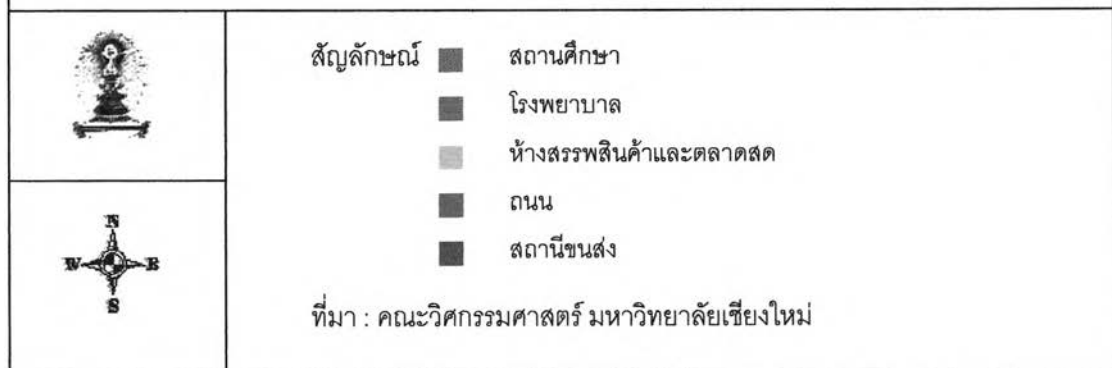 สัญลักษณ์ สถานศึกษา
โรงพยาบาล
ห้างสรรพสินค้าและตลาดสด
ถนน
สถานีขนส่ง
N
W E
S
ที่มา : คณะวิศกรรมศาสตร์ มหาวิทยาลัยเชียงใหม่